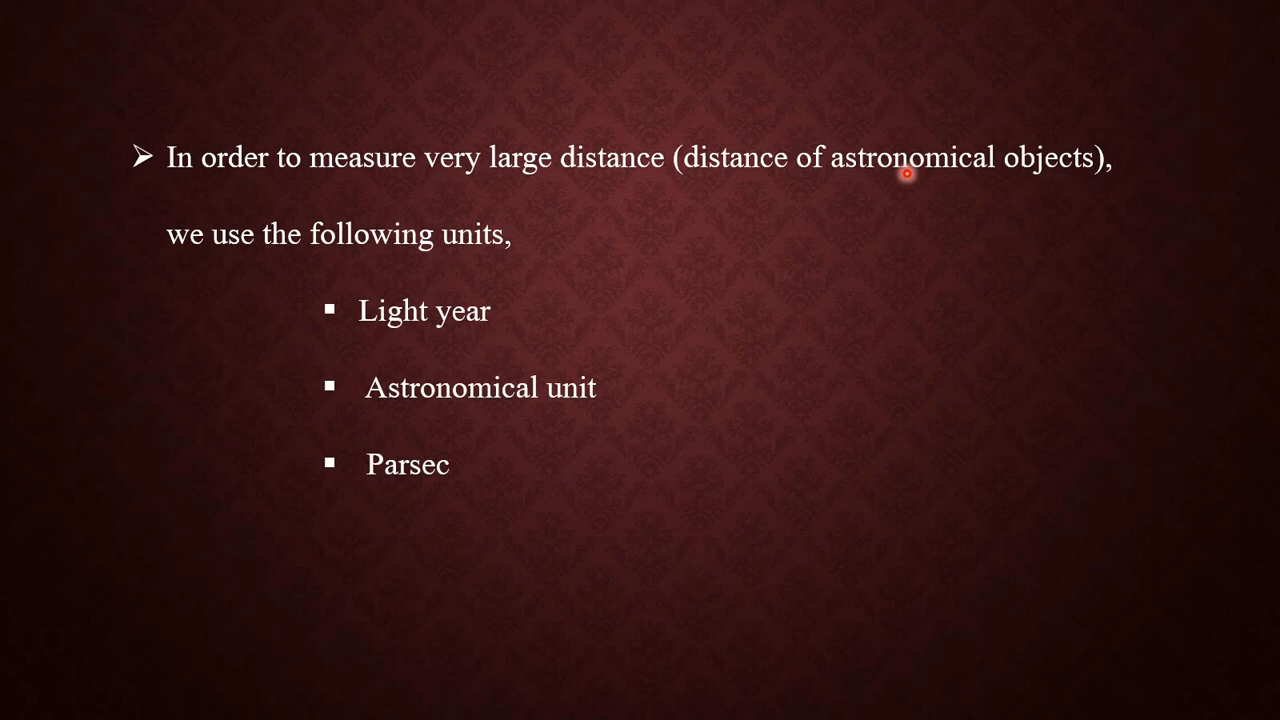 In order to measure very large distance (distance of astronomical objects),
we use the following units,
Light year
Astronomical unit
Parsec